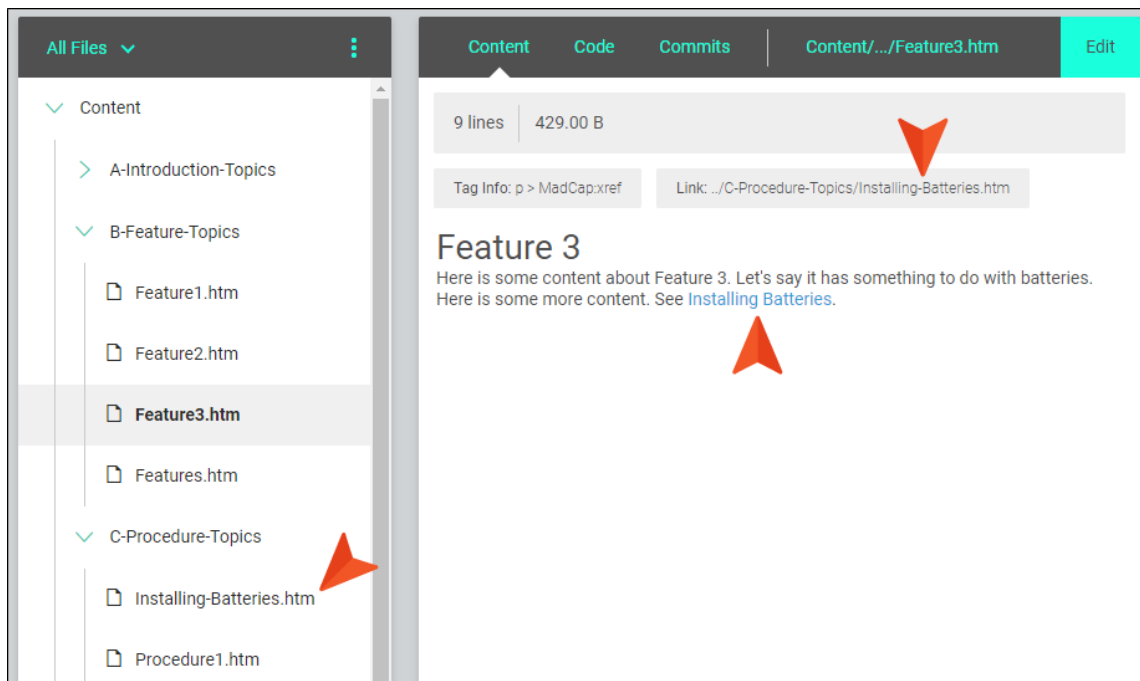 All Files
Content
A-Introduction-Topics
B-Feature-Topics
Feature1.htm
Feature2.htm
Feature3.htm
Features.htm
C-Procedure-Topics
Installing-Batteries.htm
Procedure1.htm
Content Code Commits Content/.../Feature3.htm Edit
9 lines 429.00 B
Tag Info: p > MadCap:xref Link: ../C-Procedure-Topics/Installing-Batteries.htm
Feature 3
Here is some content about Feature 3. Let's say it has something to do with batteries.
Here is some more content. See Installing Batteries.